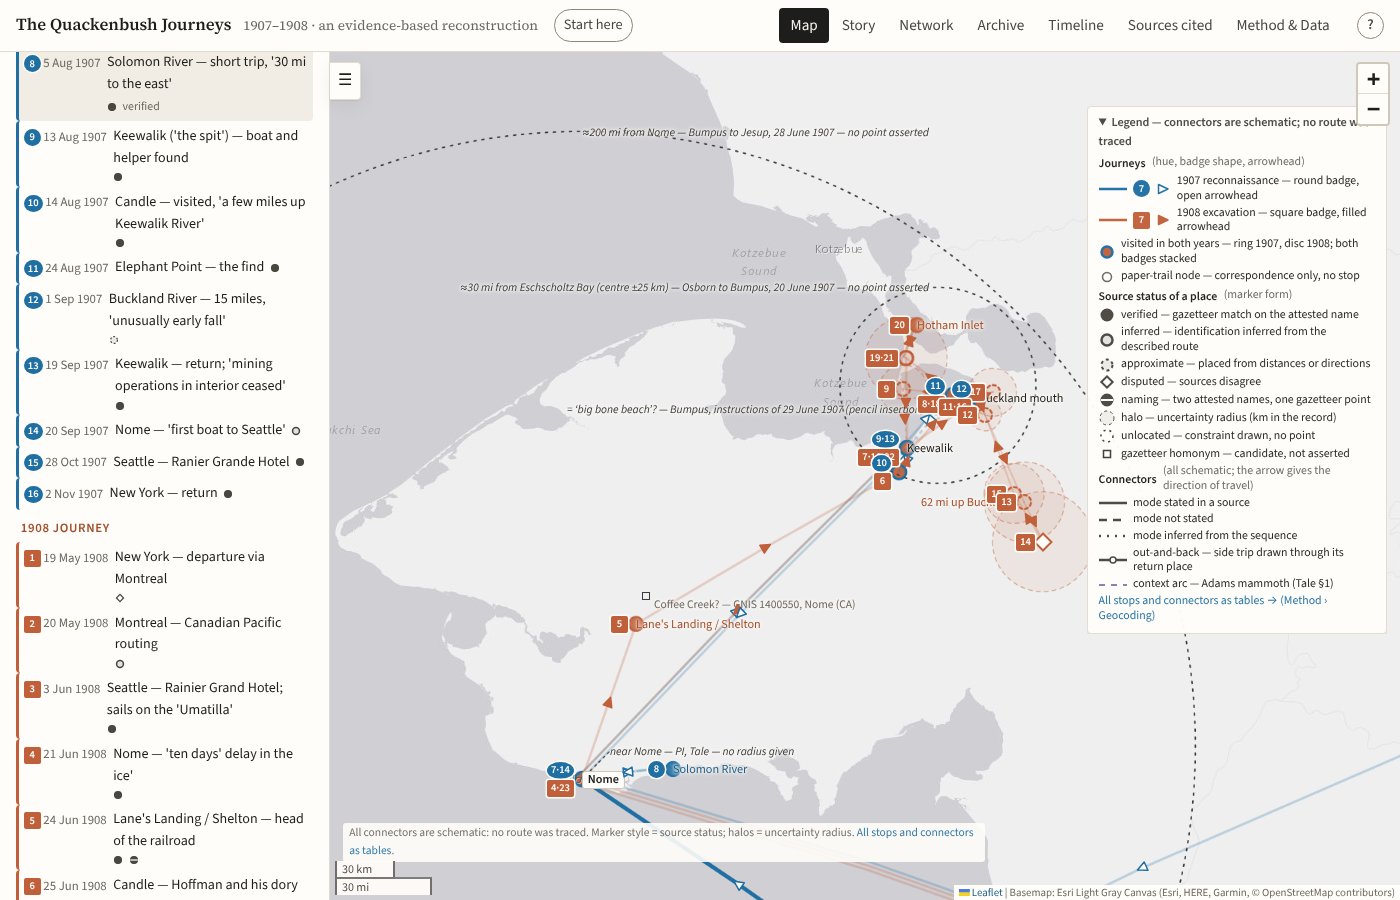 The Quackenbush Journeys 1907–1908 · an evidence-based reconstruction Start here Map Story Network Archive Timeline Sources cited Method & Data ?
8 5 Aug 1907 Solomon River — short trip, '30 mi
to the east'
verified
9 13 Aug 1907 Keewalik ('the spit') — boat and
helper found
10 14 Aug 1907 Candle — visited, 'a few miles up
Keewalik River'
11 24 Aug 1907 Elephant Point — the find
12 1 Sep 1907 Buckland River — 15 miles,
'unusually early fall'
13 19 Sep 1907 Keewalik — return; 'mining
operations in interior ceased'
14 20 Sep 1907 Nome — 'first boat to Seattle'
15 28 Oct 1907 Seattle — Ranier Grande Hotel
16 2 Nov 1907 New York — return
1908 JOURNEY
1 19 May 1908 New York — departure via
Montreal
2 20 May 1908 Montreal — Canadian Pacific
routing
3 3 Jun 1908 Seattle — Rainier Grand Hotel;
sails on the 'Umatilla'
4 21 Jun 1908 Nome — 'ten days' delay in the
ice'
5 24 Jun 1908 Lane's Landing / Shelton — head
of the railroad
6 25 Jun 1908 Candle — Hoffman and his dory
☰
+
−
≈200 mi from Nome — Bumpus to Jesup, 28 June 1907 — no point asserted
Kotzebue
Sound
Kotzebue
≈30 mi from Eschscholtz Bay (centre ±25 km) — Osborn to Bumpus, 20 June 1907 — no point asserted
20 Hotham Inlet
19·21
Kotzebue
Sound
9
11
12
17
uckland mouth
8·1
11
12
= 'big bone beach'? — Bumpus, instructions of 29 June 1907 (pencil insertio
kchi Sea
9·13
Keewalik
7·1
10
6
62 mi up Buc
13
14
Coffee Creek? — GNIS 1400550, Nome (CA)
5 Lane's Landing / Shelton
near Nome — PI, Tale — no radius given
7·14
8 Solomon River
Nome
4·23
All connectors are schematic: no route was traced. Marker style = source status; halos = uncertainty radius. All stops and connectors
as tables.
30 km
30 mi
Leaflet | Basemap: Esri Light Gray Canvas (Esri, HERE, Garmin, © OpenStreetMap contributors)
▼ Legend — connectors are schematic; no route w
traced
Journeys (hue, badge shape, arrowhead)
7 1907 reconnaissance — round badge,
open arrowhead
7 1908 excavation — square badge, filled
arrowhead
visited in both years — ring 1907, disc 1908; both
badges stacked
paper-trail node — correspondence only, no stop
Source status of a place (marker form)
verified — gazetteer match on the attested name
inferred — identification inferred from the
described route
approximate — placed from distances or directions
disputed — sources disagree
naming — two attested names, one gazetteer point
halo — uncertainty radius (km in the record)
unlocated — constraint drawn, no point
gazetteer homonym — candidate, not asserted
Connectors (all schematic; the arrow gives the
direction of travel)
mode stated in a source
mode not stated
mode inferred from the sequence
out-and-back — side trip drawn through its
return place
context arc — Adams mammoth (Tale §1)
All stops and connectors as tables → (Method ›
Geocoding)